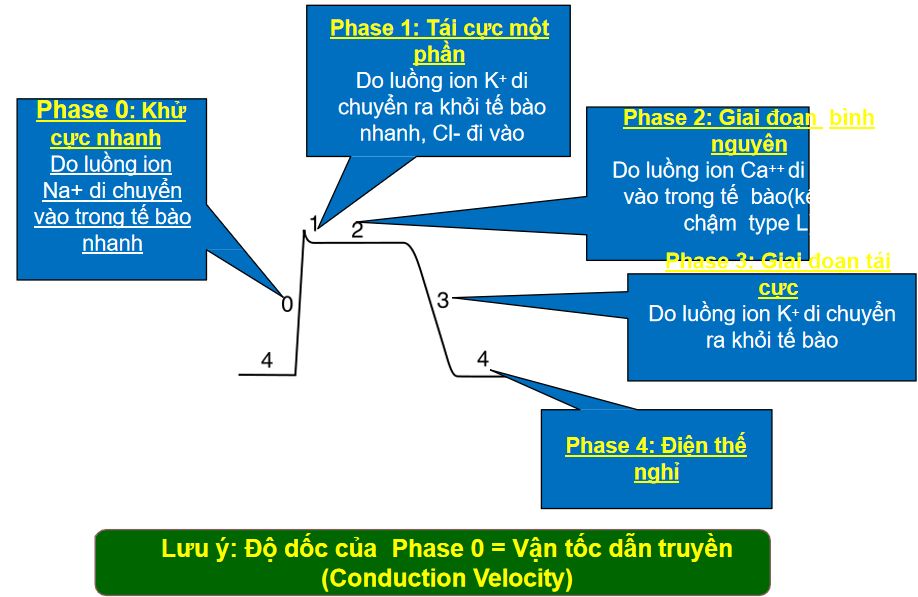 Phase 1: Tái cực một
phần
Do luồng ion K+ di
chuyển ra khỏi tế bào
nhanh, Cl- đi vào
Phase 0: Khử
cực nhanh
Do luồng ion
Na+ di chuyển
vào trong tế bào
nhanh
Phase 2: Giai đoạn bình
nguyên
Do luồng ion Ca++ di
vào trong tế bào(kê
chậm type L
Phase 3: Giai đoạn tái
cực
Do luồng ion K+ di chuyển
ra khỏi tế bào
Phase 4: Điện thế
nghỉ
1
2
0
3
4
4
Lưu ý: Độ dốc của Phase 0 = Vận tốc dẫn truyền
(Conduction Velocity)